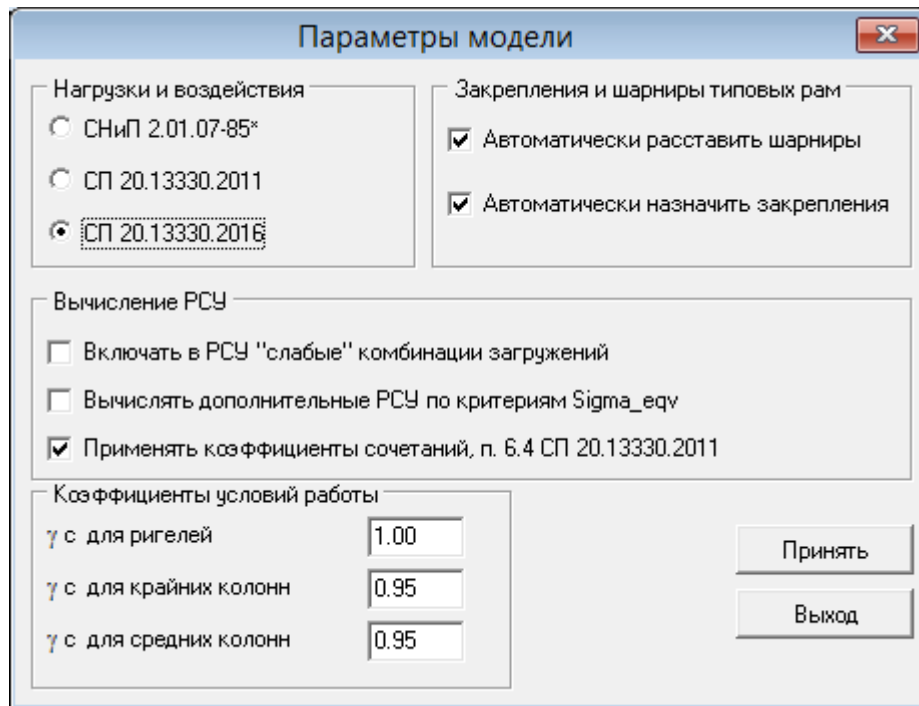 Параметры модели
Нагрузки и воздействия
СНиП 2.01.07-85*
СП 20.13330.2011
СП 20.13330.2016
Закрепления и шарниры типовых рам
Автоматически расставить шарниры
Автоматически назначить закрепления
Вычисление РСУ
Включать в РСУ "слабые" комбинации загружений
Вычислять дополнительные РСУ по критериям Sigma_eqv
Применять коэффициенты сочетаний, п. 6.4 СП 20.13330.2011
Коэффициенты условий работы
γ с для ригелей 1.00
γ с для крайних колонн 0.95
γ с для средних колонн 0.95
Принять
Выход